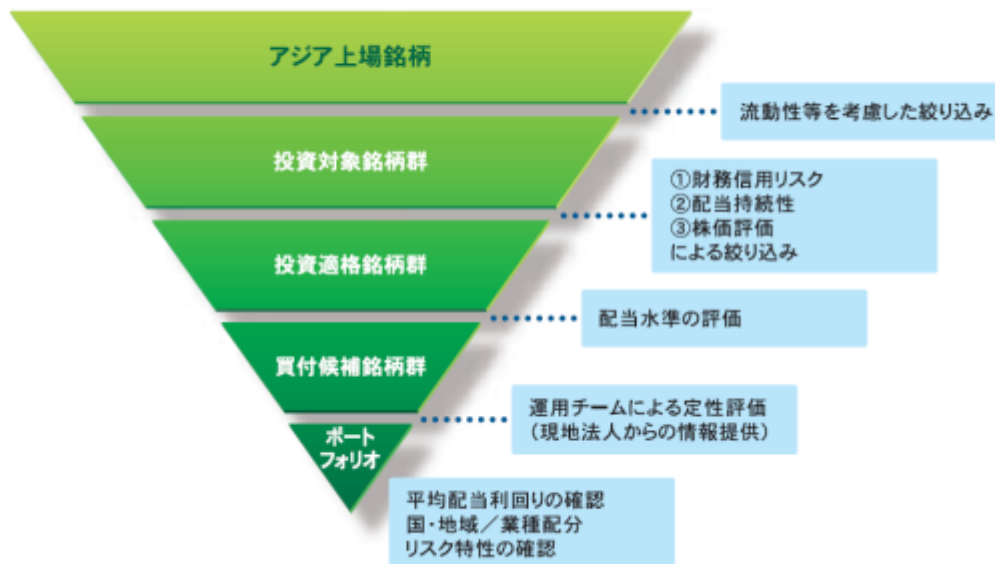 アジア上場銘柄
流動性等を考慮した絞り込み
投資対象銘柄群
①財務信用リスク
②配当持続性
③株価評価
による絞り込み
投資適格銘柄群
配当水準の評価
買付候補銘柄群
運用チームによる定性評価
（現地法人からの情報提供）
ポート
フォリオ
平均配当利回りの確認
国・地域／業種配分
リスク特性の確認